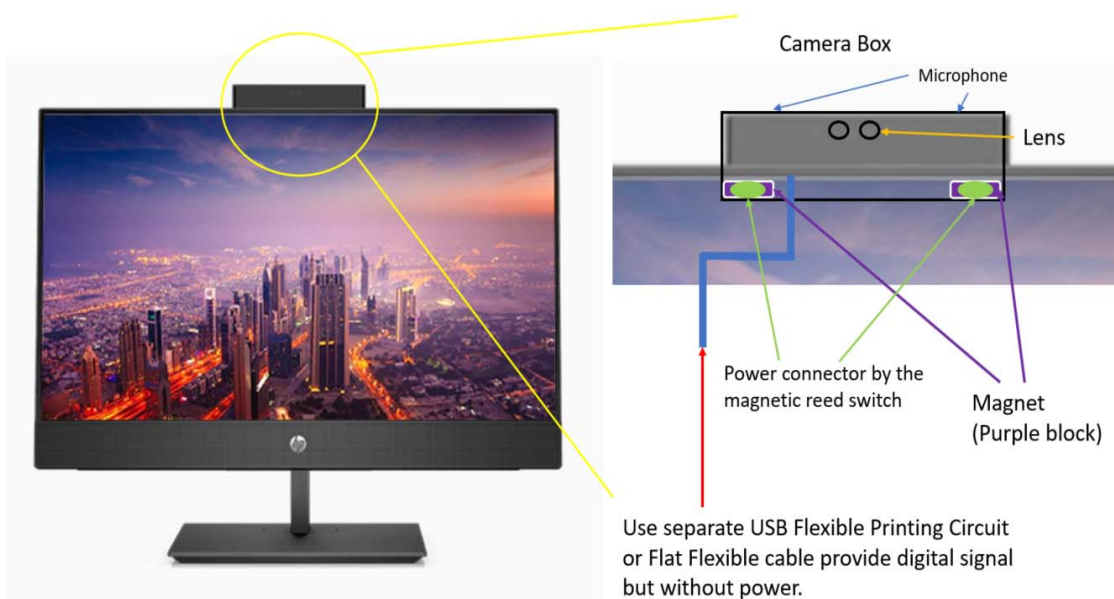 Camera Box
Microphone
Lens
hp
Power connector by the
magnetic reed switch
Magnet
(Purple block)
Use separate USB Flexible Printing Circuit
or Flat Flexible cable provide digital signal
but without power.